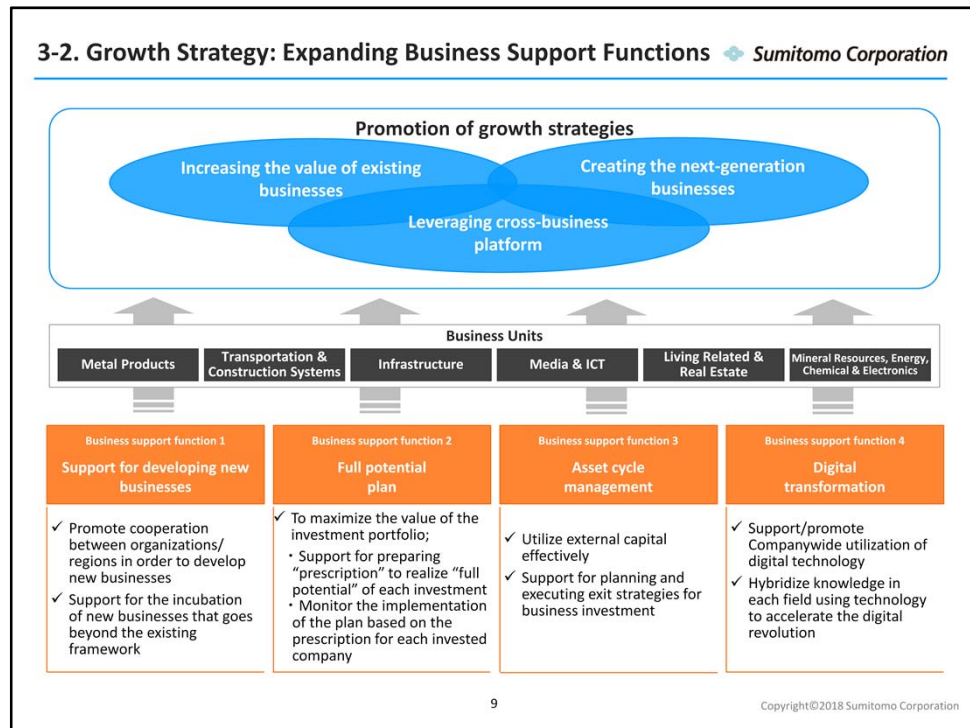 3-2. Growth Strategy: Expanding Business Support Functions
Sumitomo Corporation
Promotion of growth strategies
Increasing the value of existing
businesses
Creating the next-generation
businesses
Leveraging cross-business
platform
Business Units
Metal Products
Transportation &
Construction Systems
Infrastructure
Media & ICT
Living Related &
Real Estate
Mineral Resources, Energy,
Chemical & Electronics
Business support function 1
Support for developing new
businesses
✓ Promote cooperation
between organizations/
regions in order to develop
new businesses
✓ Support for the incubation
of new businesses that goes
beyond the existing
framework
Business support function 2
Full potential
plan
✓ To maximize the value of the
investment portfolio;
・Support for preparing
“prescription” to realize “full
potential” of each investment
・Monitor the implementation
of the plan based on the
prescription for each invested
company
Business support function 3
Asset cycle
management
✓ Utilize external capital
effectively
✓ Support for planning and
executing exit strategies for
business investment
Business support function 4
Digital
transformation
✓ Support/promote
Companywide utilization of
digital technology
✓ Hybridize knowledge in
each field using technology
to accelerate the digital
revolution
9
Copyright©2018 Sumitomo Corporation